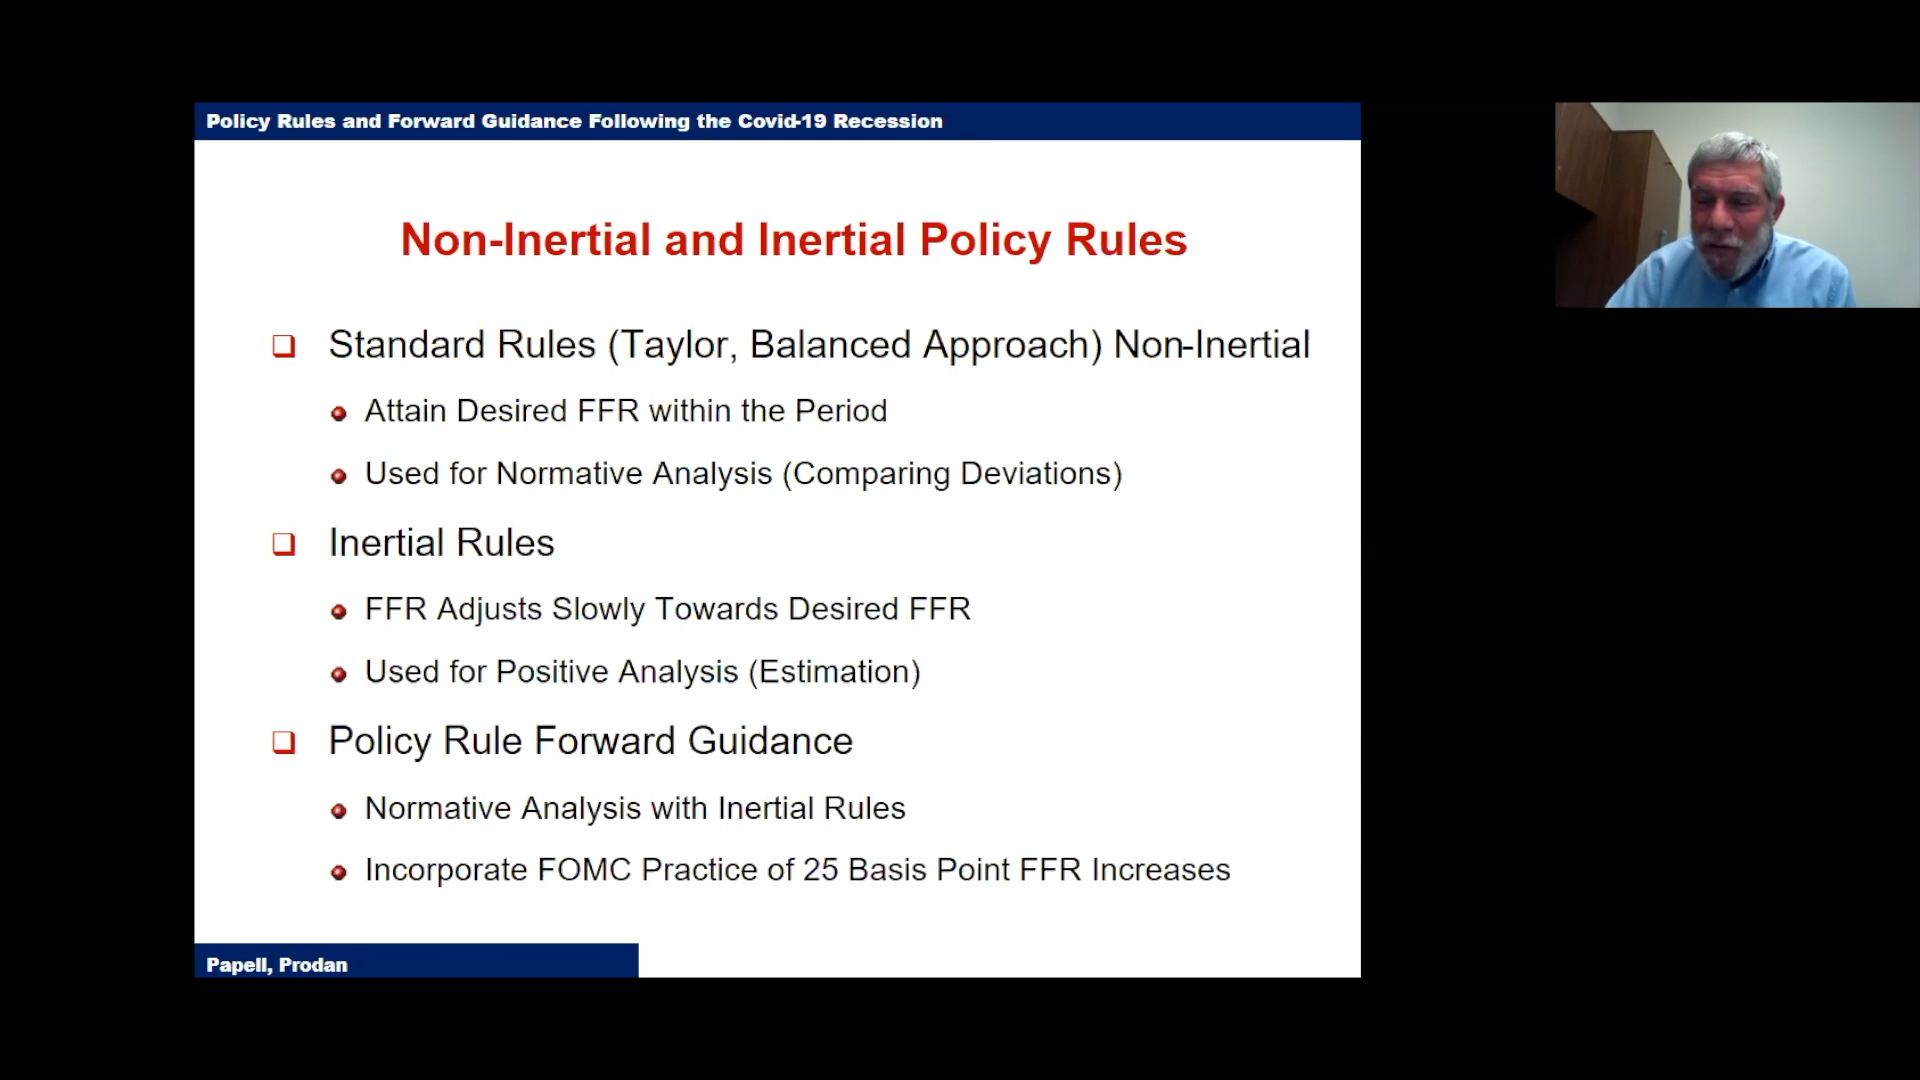 Policy Rules and Forward Guidance Following the Covid-19 Recession
Non-Inertial and Inertial Policy Rules
Standard Rules (Taylor, Balanced Approach) Non-Inertial
Attain Desired FFR within the Period
Used for Normative Analysis (Comparing Deviations)
Inertial Rules
FFR Adjusts Slowly Towards Desired FFR
Used for Positive Analysis (Estimation)
Policy Rule Forward Guidance
Normative Analysis with Inertial Rules
Incorporate FOMC Practice of 25 Basis Point FFR Increases
Papell, Prodan